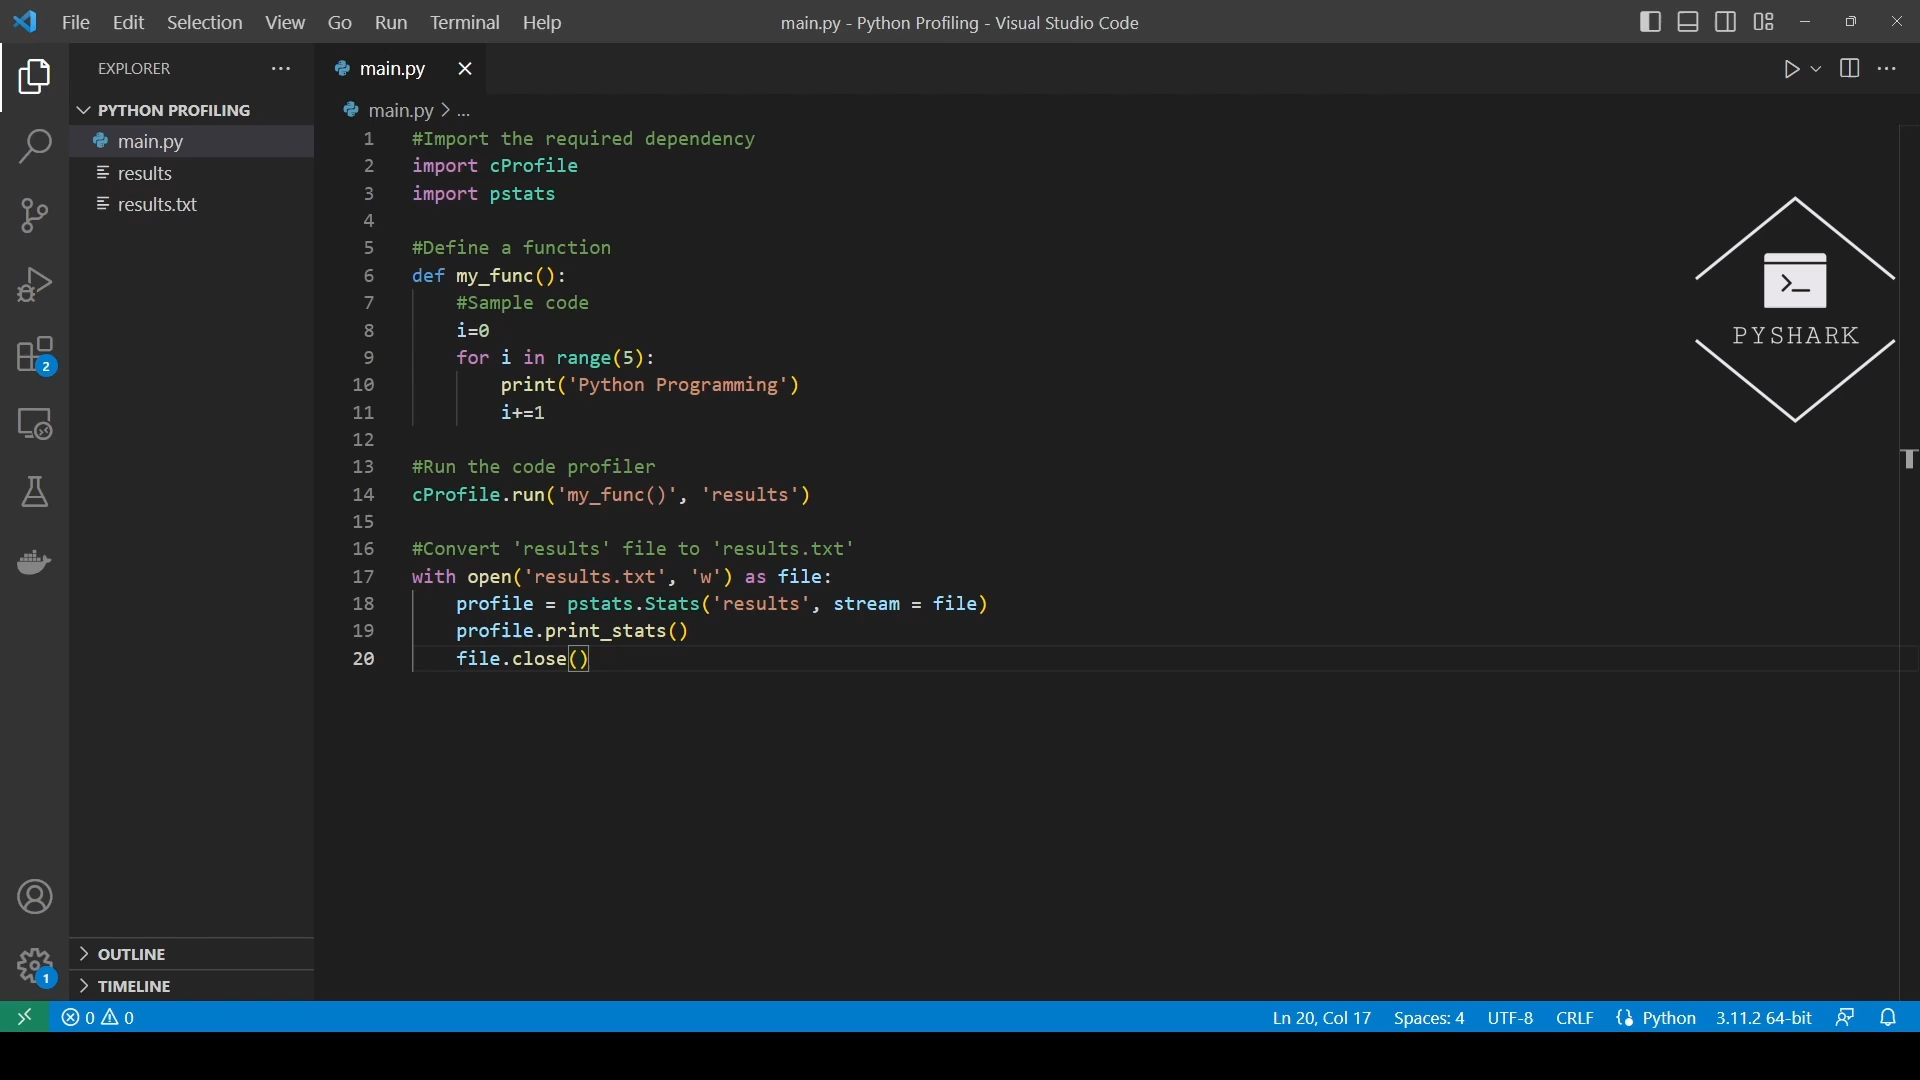 File Edit Selection View Go Run Terminal Help
main.py - Python Profiling - Visual Studio Code
EXPLORER
PYTHON PROFILING
main.py
results
results.txt
2
OUTLINE
1
TIMELINE
main.py
main.py > ...
1 #Import the required dependency
2 import cProfile
3 import pstats
4
5 #Define a function
6 def my_func():
7     #Sample code
8     i=0
9     for i in range(5):
10         print('Python Programming')
11         i+=1
12
13 #Run the code profiler
14 cProfile.run('my_func()', 'results')
15
16 #Convert 'results' file to 'results.txt'
17 with open('results.txt', 'w') as file:
18     profile = pstats.Stats('results', stream = file)
19     profile.print_stats()
20     file.close()
>_
PYSHARK
0 0 Ln 20, Col 17 Spaces: 4 UTF-8 CRLF Python 3.11.2 64-bit